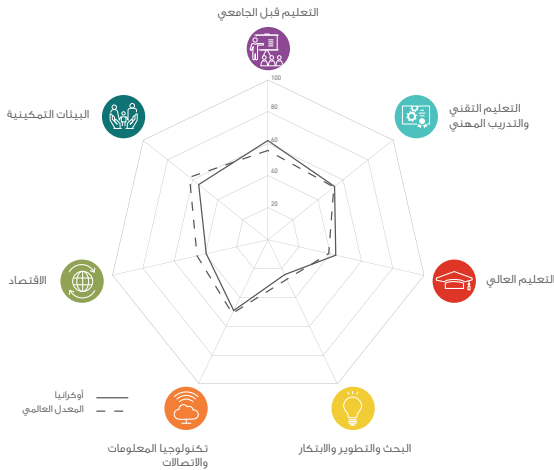 التعليم قبل الجامعي
التعليم التقني
والتدريب المهني
البيئات التمكينية
100
80
60
40
20
التعليم العالي
الاقتصاد
أوكرانيا
المعدل العالمي
البحث والتطوير والابتكار
تكنولوجيا المعلومات
والاتصالات